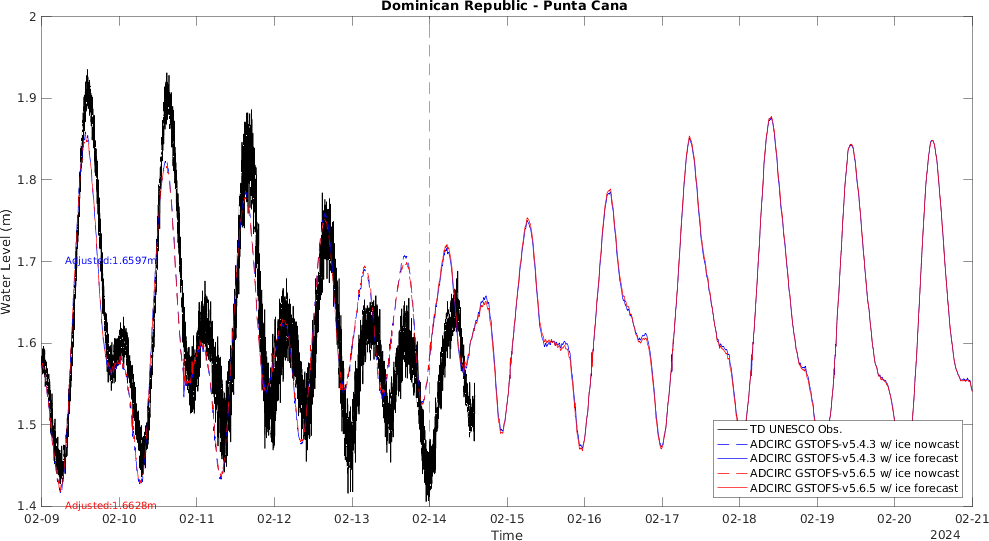 Dominican Republic - Punta Cana
2
1.9
1.8
1.7
1.6
1.5
1.4
Water Level (m)
Adjusted:1.6597m
Adjusted:1.6628m
TD UNESCO Obs.
ADCIRC GSTOFS-v5.4.3 w/ ice nowcast
ADCIRC GSTOFS-v5.4.3 w/ ice forecast
ADCIRC GSTOFS-v5.6.5 w/ ice nowcast
ADCIRC GSTOFS-v5.6.5 w/ ice forecast
02-09 02-10 02-11 02-12 02-13 02-14 02-15 02-16 02-17 02-18 02-19 02-20 02-21
Time
2024